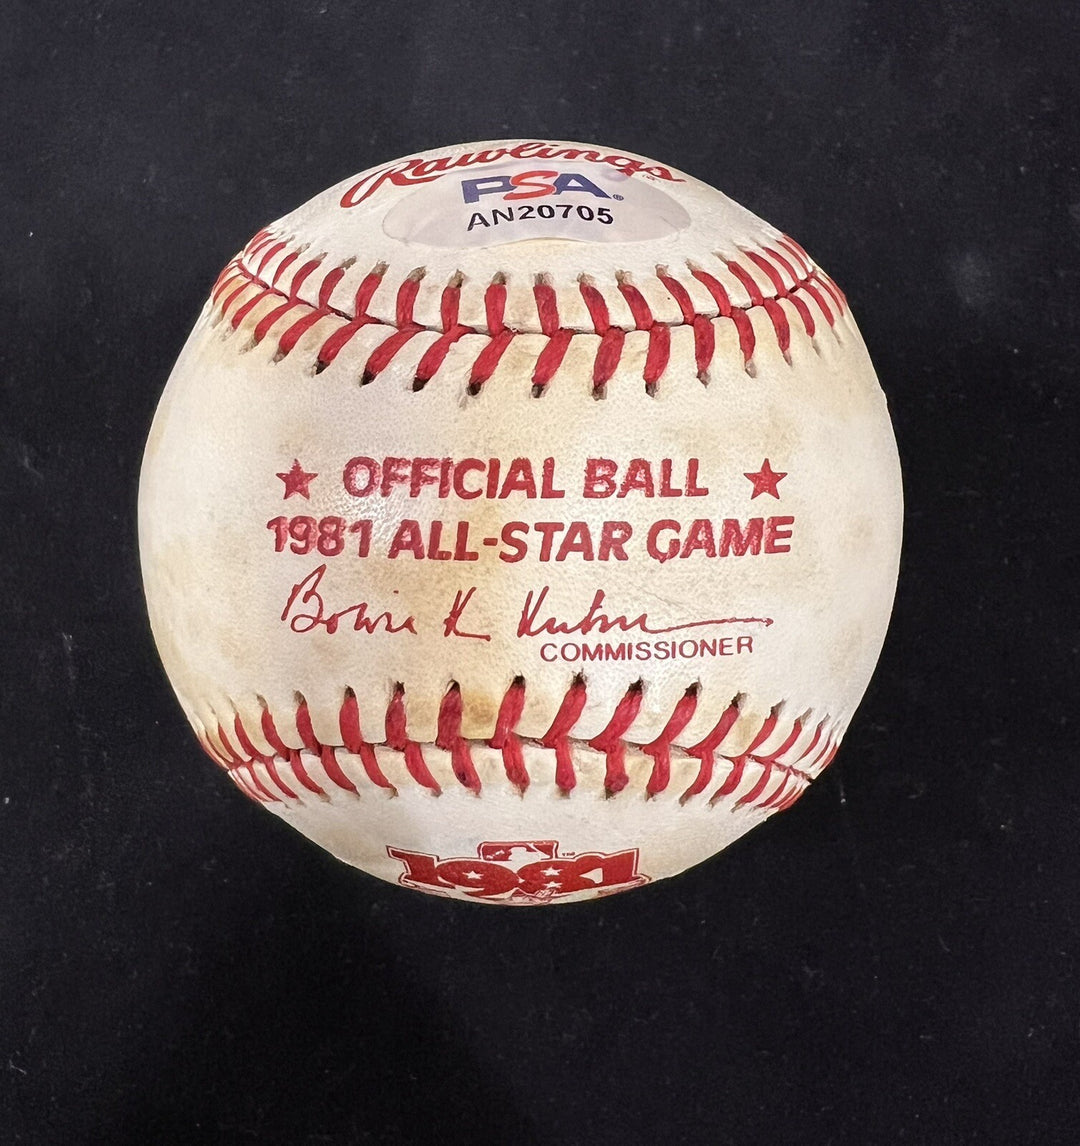 Rawlings
PSA
AN20705
★ OFFICIAL BALL ★
1981 ALL-STAR GAME
Bowie K Kuhn
COMMISSIONER
1981